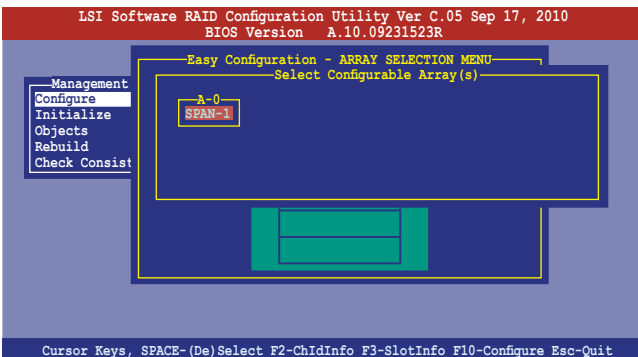 LSI Software RAID Configuration Utility Ver C.05 Sep 17, 2010
BIOS Version A.10.09231523R
Easy Configuration - ARRAY SELECTION MENU
Select Configurable Array(s)
Management
Configure
Initialize
Objects
Rebuild
Check Consist
A-0
SPAN-1
Cursor Keys, SPACE-(De)Select F2-ChIdInfo F3-SlotInfo F10-Configure Esc-Quit